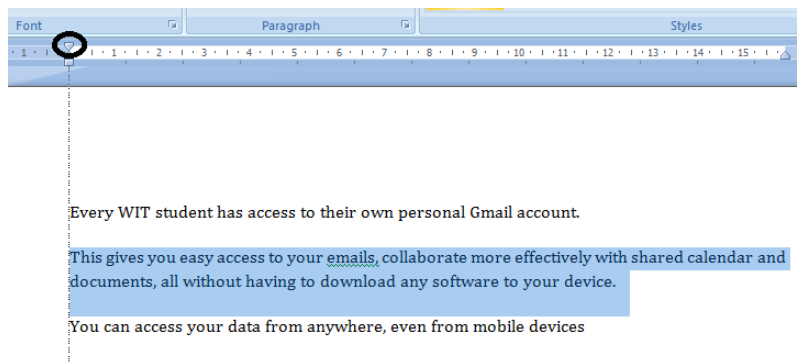 Font Paragraph Styles
1 1 2 3 4 5 6 7 8 9 10 11 12 13 14 15
Every WIT student has access to their own personal Gmail account.
This gives you easy access to your emails, collaborate more effectively with shared calendar and
documents, all without having to download any software to your device.
You can access your data from anywhere, even from mobile devices